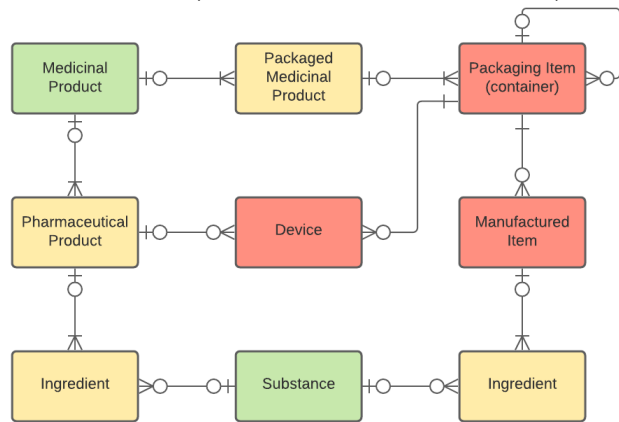 Medicinal
Product
Packaged
Medicinal
Product
Packaging Item
(container)
Pharmaceutical
Product
Device
Manufactured
Item
Ingredient
Substance
Ingredient